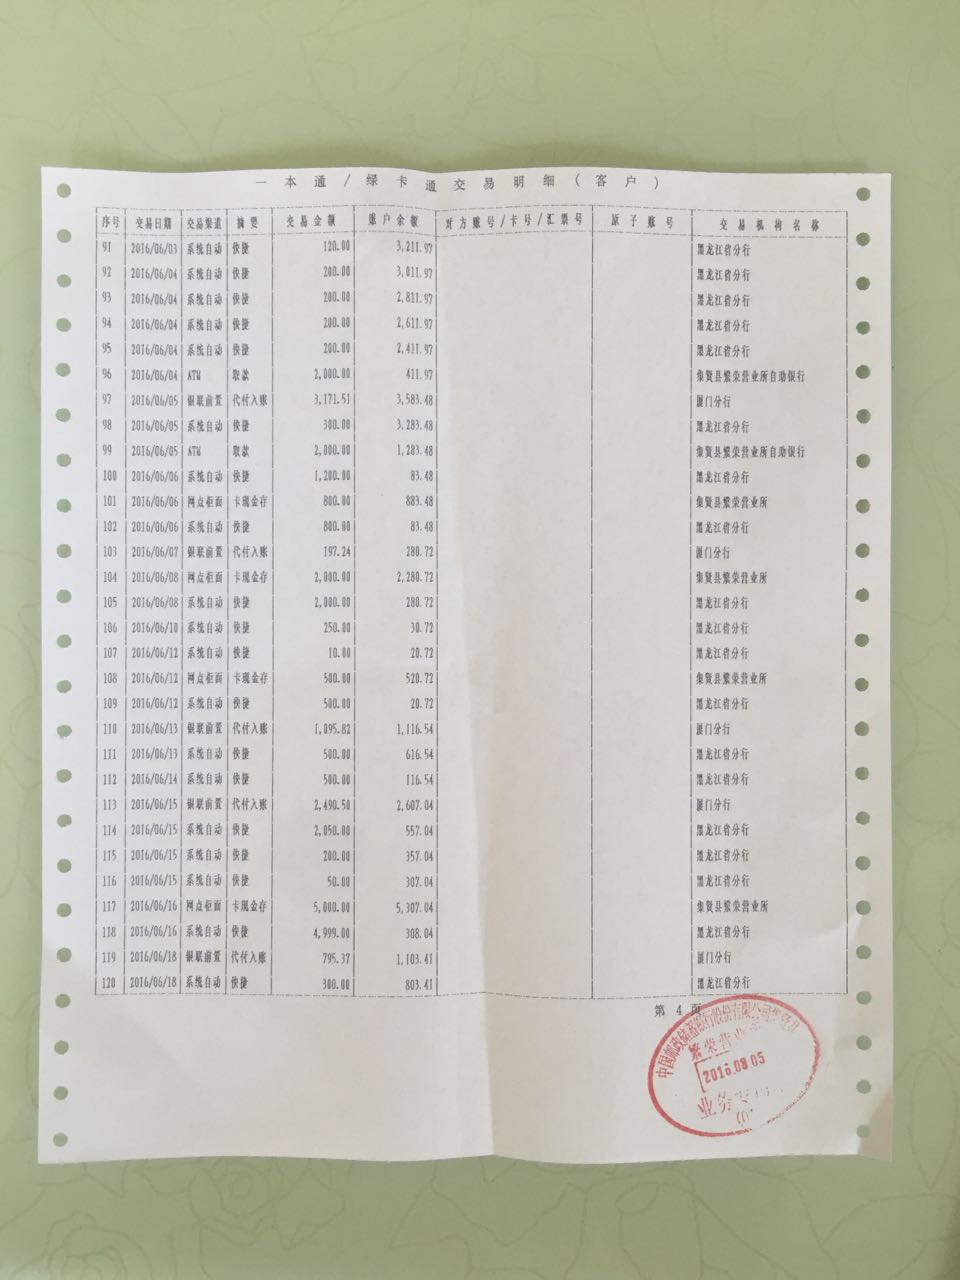 一本通/绿卡通交易明细(客户)
序号 交易日期 交易渠道 摘要 交易金额 账户余额 对方账号/卡号/汇票号 原子账号 交易机构名称
91 2016/06/03 系统自动 快捷 120.00 3,211.97 黑龙江省分行
92 2016/06/04 系统自动 快捷 200.00 3,011.97 黑龙江省分行
93 2016/06/04 系统自动 快捷 200.00 2,811.97 黑龙江省分行
94 2016/06/04 系统自动 快捷 200.00 2,611.97 黑龙江省分行
95 2016/06/04 系统自动 快捷 200.00 2,411.97 黑龙江省分行
96 2016/06/04 ATM 取款 2,000.00 411.97 集贤县繁荣营业所自助银行
97 2016/06/05 银联前置 代付入账 3,171.51 3,583.48 厦门分行
98 2016/06/05 系统自动 快捷 300.00 3,283.48 黑龙江省分行
99 2016/06/05 ATM 取款 2,000.00 1,283.48 集贤县繁荣营业所自助银行
100 2016/06/06 系统自动 快捷 1,200.00 83.48 黑龙江省分行
101 2016/06/06 网点柜面 卡现金存 800.00 883.48 集贤县繁荣营业所
102 2016/06/06 系统自动 快捷 800.00 83.48 黑龙江省分行
103 2016/06/07 银联前置 代付入账 197.24 280.72 厦门分行
104 2016/06/08 网点柜面 卡现金存 2,000.00 2,280.72 集贤县繁荣营业所
105 2016/06/08 系统自动 快捷 2,000.00 280.72 黑龙江省分行
106 2016/06/10 系统自动 快捷 250.00 30.72 黑龙江省分行
107 2016/06/12 系统自动 快捷 10.00 20.72 黑龙江省分行
108 2016/06/12 网点柜面 卡现金存 500.00 520.72 集贤县繁荣营业所
109 2016/06/12 系统自动 快捷 500.00 20.72 黑龙江省分行
110 2016/06/13 银联前置 代付入账 1,095.82 1,116.54 厦门分行
111 2016/06/13 系统自动 快捷 500.00 616.54 黑龙江省分行
112 2016/06/14 系统自动 快捷 500.00 116.54 黑龙江省分行
113 2016/06/15 银联前置 代付入账 2,490.50 2,607.04 厦门分行
114 2016/06/15 系统自动 快捷 2,050.00 557.04 黑龙江省分行
115 2016/06/15 系统自动 快捷 200.00 357.04 黑龙江省分行
116 2016/06/15 系统自动 快捷 50.00 307.04 黑龙江省分行
117 2016/06/16 网点柜面 卡现金存 5,000.00 5,307.04 集贤县繁荣营业所
118 2016/06/16 系统自动 快捷 4,999.00 308.04 黑龙江省分行
119 2016/06/18 银联前置 代付入账 795.37 1,103.41 厦门分行
120 2016/06/18 系统自动 快捷 300.00 803.41 黑龙江省分行
第 4 页
中国邮政储蓄银行股份有限公司集贤县
繁荣营业
2016.08.05
业务